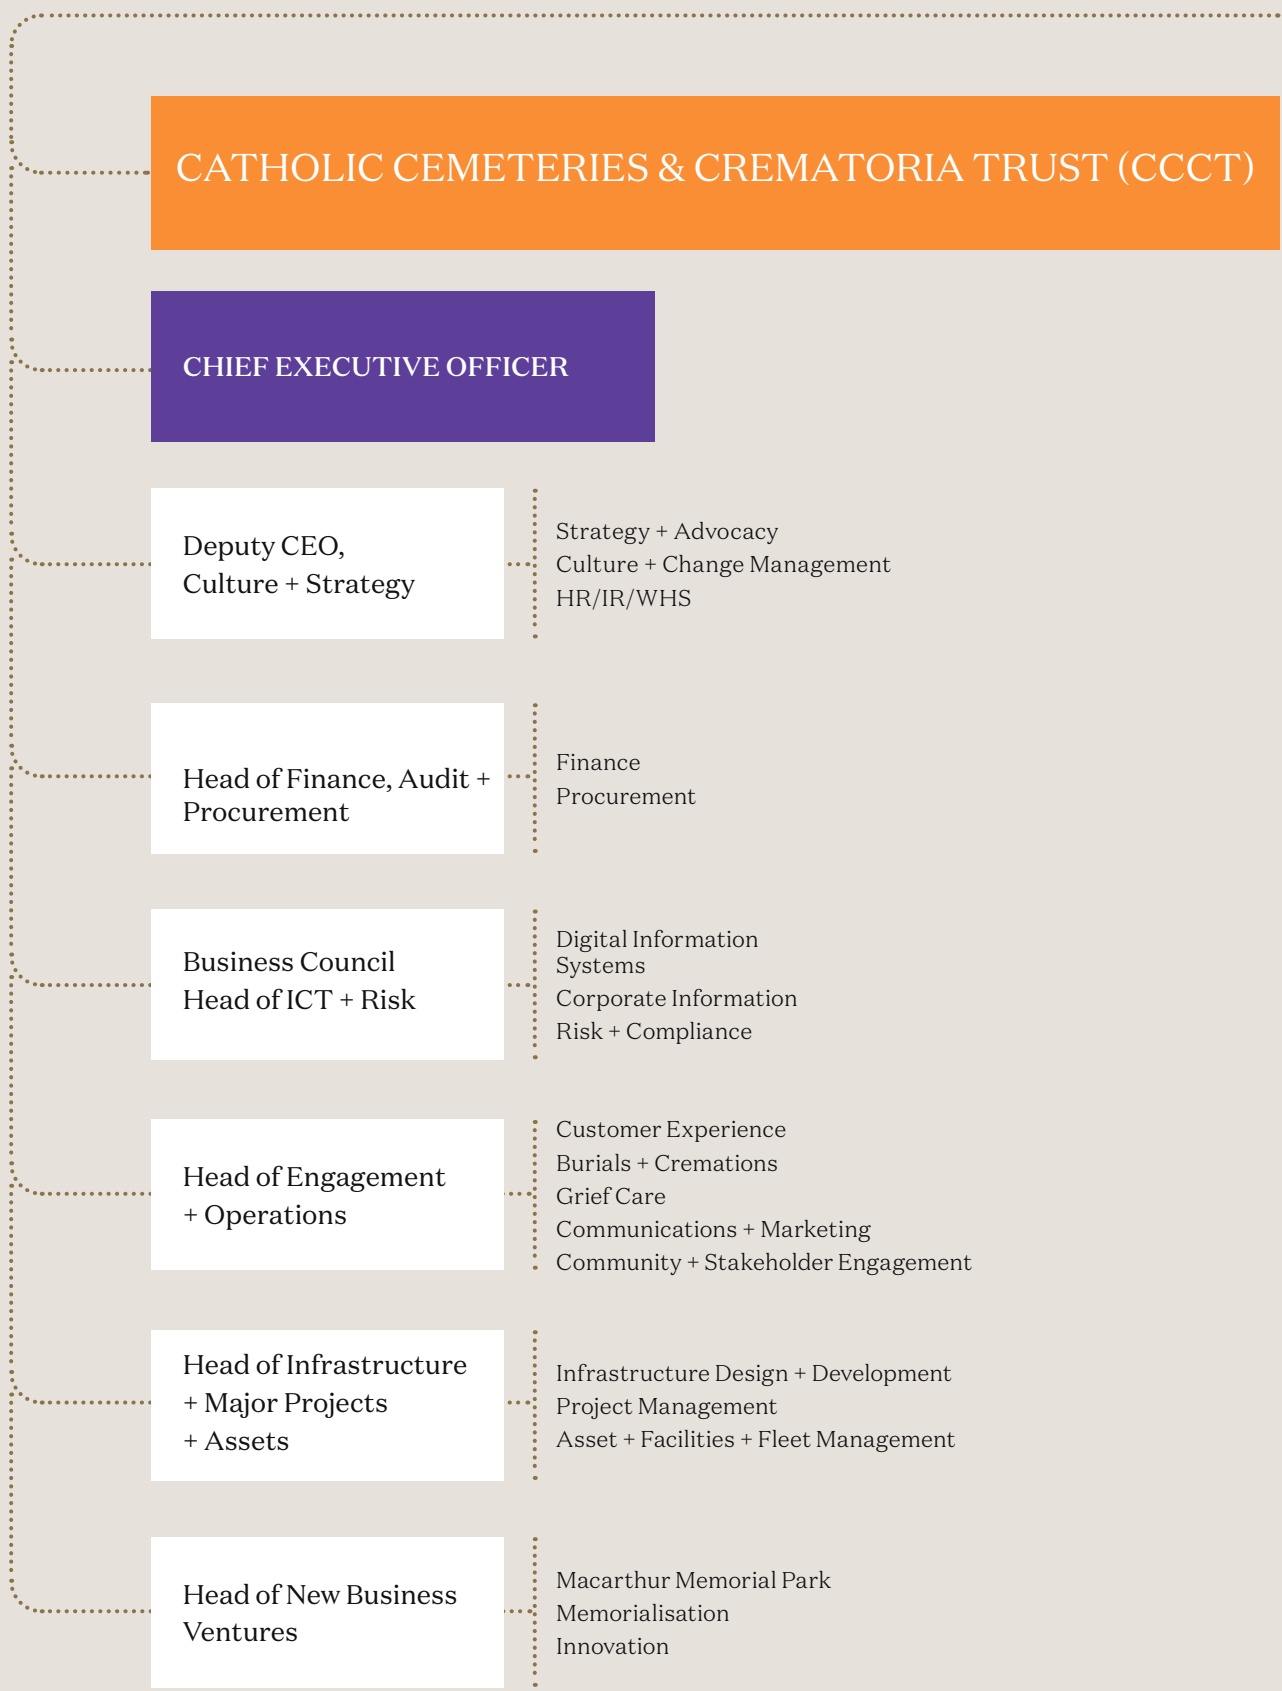 CATHOLIC CEMETERIES & CREMATORIA TRUST (CCCT)
CHIEF EXECUTIVE OFFICER
Deputy CEO,
Culture + Strategy
Strategy + Advocacy
Culture + Change Management
HR/IR/WHS
Head of Finance, Audit +
Procurement
Finance
Procurement
Business Council
Head of ICT + Risk
Digital Information
Systems
Corporate Information
Risk + Compliance
Head of Engagement
+ Operations
Customer Experience
Burials + Cremations
Grief Care
Communications + Marketing
Community + Stakeholder Engagement
Head of Infrastructure
+ Major Projects
+ Assets
Infrastructure Design + Development
Project Management
Asset + Facilities + Fleet Management
Head of New Business
Ventures
Macarthur Memorial Park
Memorialisation
Innovation